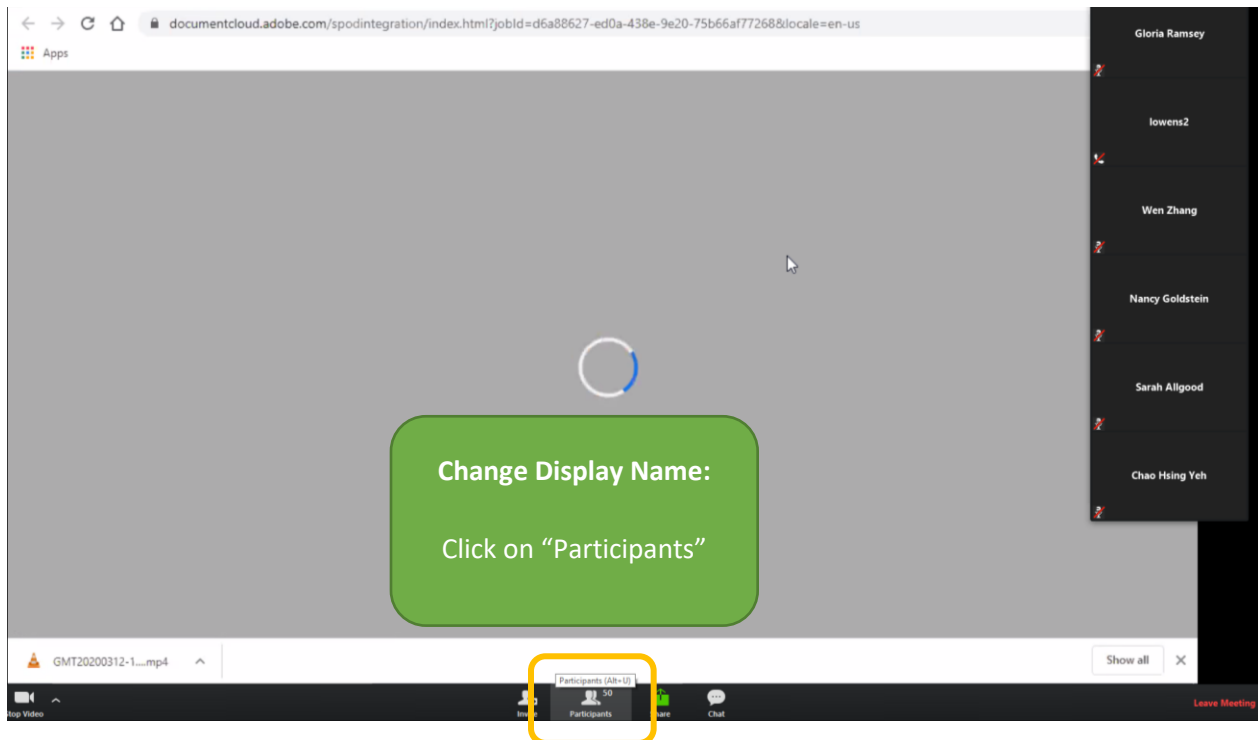 documentcloud.adobe.com/spodintegration/index.html?jobId=d6a88627-ed0a-438e-9e20-75b66af77268&locale=en-us
Apps
Gloria Ramsey
lowens2
Wen Zhang
Nancy Goldstein
Sarah Allgood
Chao Hsing Yeh
Change Display Name:
Click on “Participants”
GMT20200312-1....mp4
Show all
Participants (Alt+U)
50
Stop Video
Invite
Participants
Share
Chat
Leave Meeting